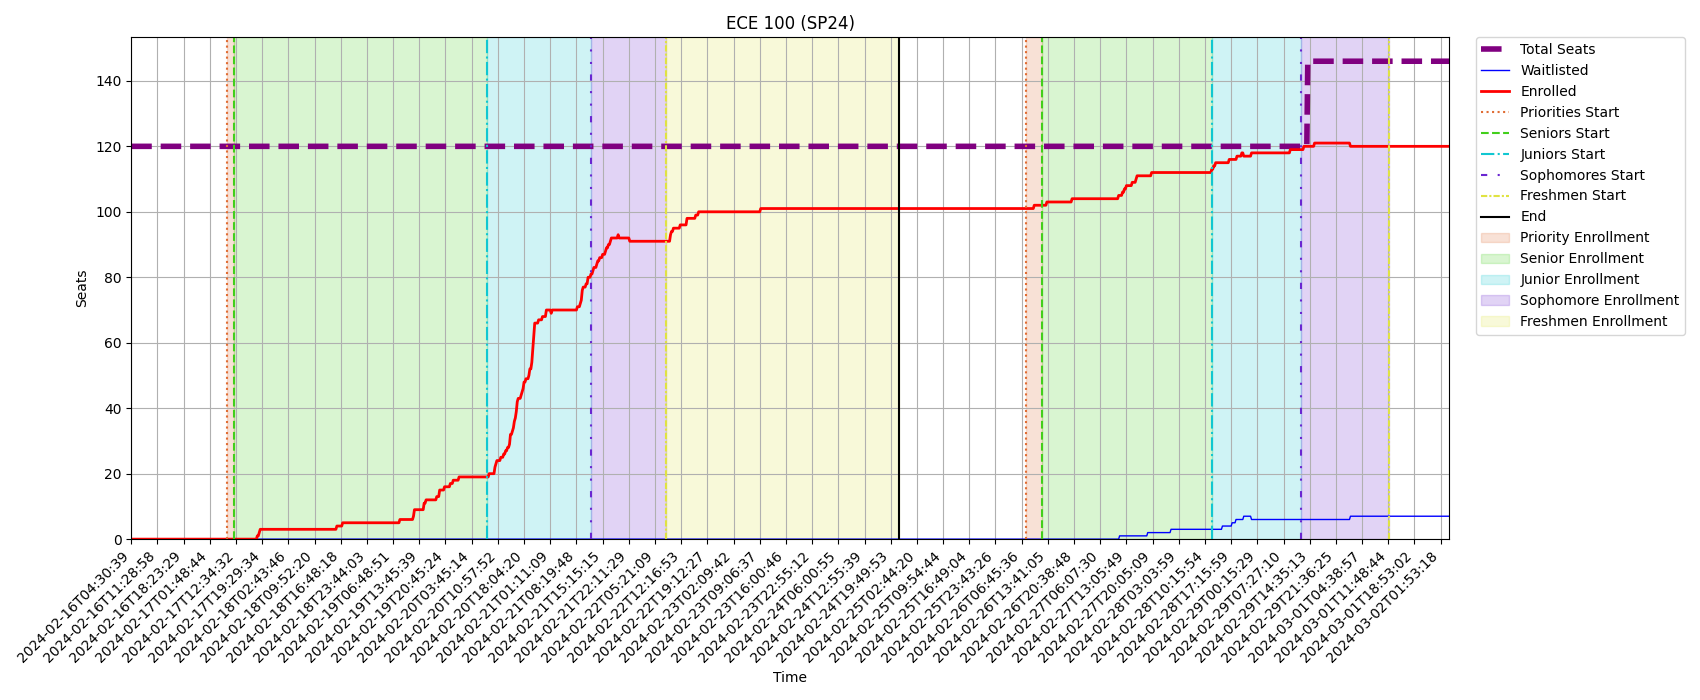 ECE 100 (SP24)
Seats
140
120
100
80
60
40
20
0
2024-02-16T04:30:39
2024-02-16T11:28:58
2024-02-16T18:23:29
2024-02-17T01:48:44
2024-02-17T12:34:32
2024-02-17T19:29:34
2024-02-18T02:43:46
2024-02-18T09:52:20
2024-02-18T16:48:18
2024-02-18T23:44:03
2024-02-19T06:48:51
2024-02-19T13:45:39
2024-02-19T20:45:24
2024-02-20T03:45:14
2024-02-20T10:57:52
2024-02-20T18:04:20
2024-02-21T01:11:09
2024-02-21T08:19:48
2024-02-21T15:15:15
2024-02-21T22:11:29
2024-02-22T05:21:09
2024-02-22T12:16:53
2024-02-22T19:12:27
2024-02-23T02:09:42
2024-02-23T09:06:37
2024-02-23T16:00:46
2024-02-23T22:55:12
2024-02-24T06:00:55
2024-02-24T12:55:39
2024-02-24T19:49:53
2024-02-25T02:44:20
2024-02-25T09:54:44
2024-02-25T16:49:04
2024-02-25T23:43:26
2024-02-26T06:45:36
2024-02-26T13:41:05
2024-02-26T20:38:48
2024-02-27T06:07:30
2024-02-27T13:05:49
2024-02-27T20:05:09
2024-02-28T03:03:59
2024-02-28T10:15:54
2024-02-28T17:15:59
2024-02-29T00:15:29
2024-02-29T07:27:10
2024-02-29T14:35:13
2024-02-29T21:36:25
2024-03-01T04:38:57
2024-03-01T11:48:44
2024-03-01T18:53:02
2024-03-02T01:53:18
Time
Total Seats
Waitlisted
Enrolled
Priorities Start
Seniors Start
Juniors Start
Sophomores Start
Freshmen Start
End
Priority Enrollment
Senior Enrollment
Junior Enrollment
Sophomore Enrollment
Freshmen Enrollment